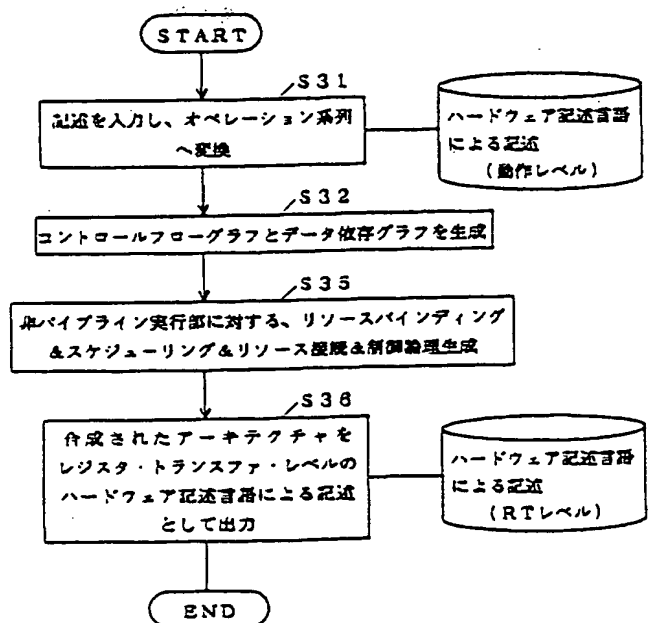 START
S31
記述を入力し、オペレーション系列
へ変換
ハードウェア記述言語
による記述
(動作レベル)
S32
コントロールフローグラフとデータ依存グラフを生成
S35
非パイプライン実行部に対する、リソースバインディング
&スケジューリング&リソース接続&制御論理生成
S36
作成されたアーキテクチャを
レジスタ・トランスファ・レベルの
ハードウェア記述言語による記述
として出力
ハードウェア記述言語
による記述
(RTレベル)
END